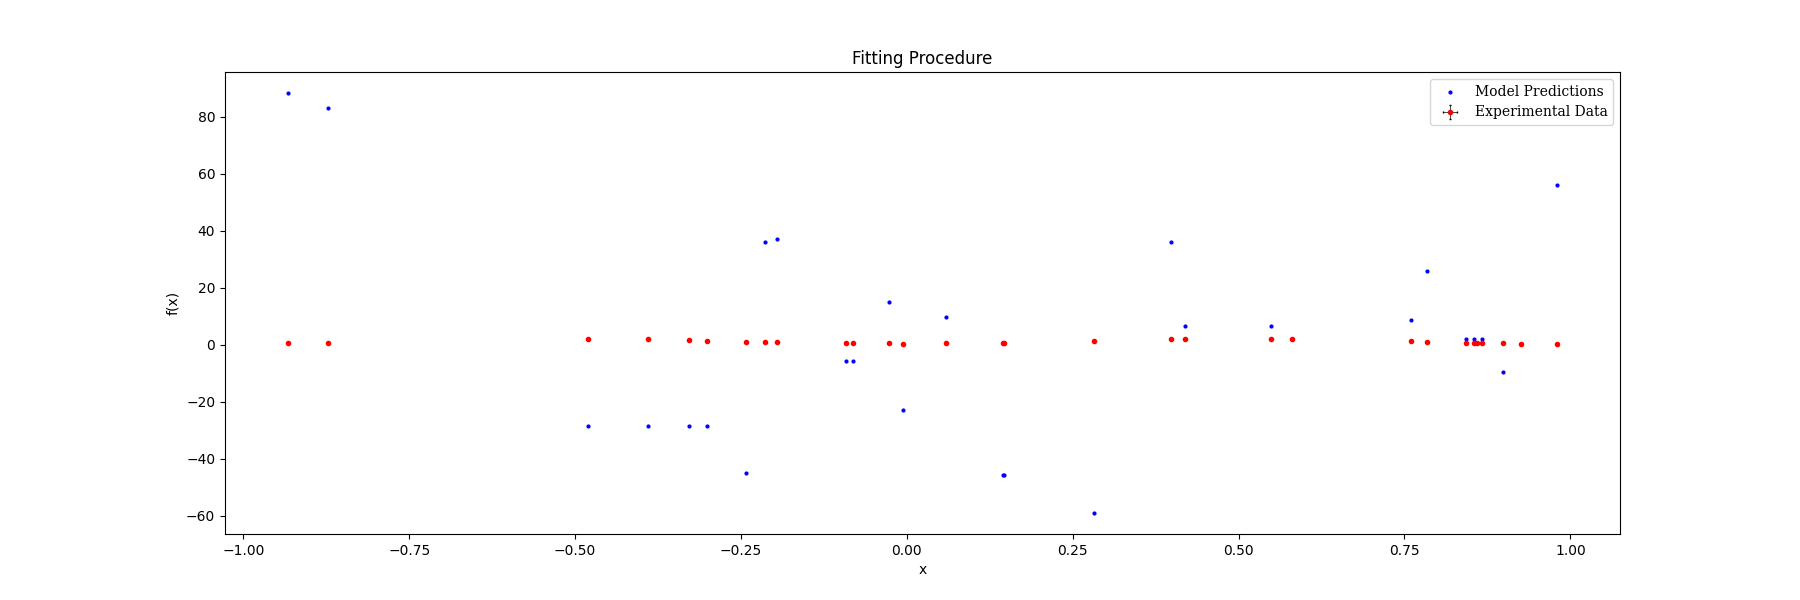 Fitting Procedure
Model Predictions
Experimental Data
f(x)
80
60
40
20
0
−20
−40
−60
−1.00 −0.75 −0.50 −0.25 0.00 0.25 0.50 0.75 1.00
x